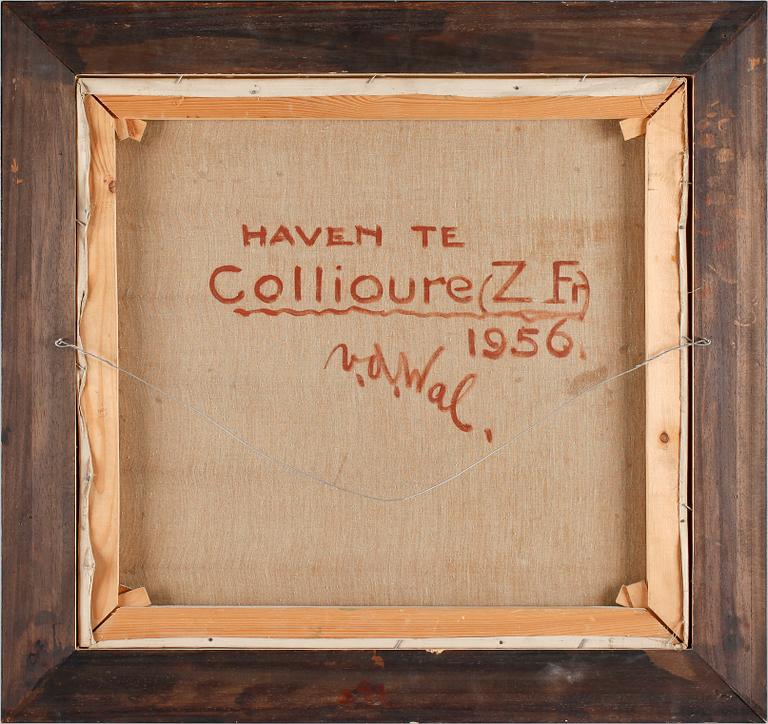 HAVEN TE
Collioure (Z Fr)
1956.
v.d.Wal.